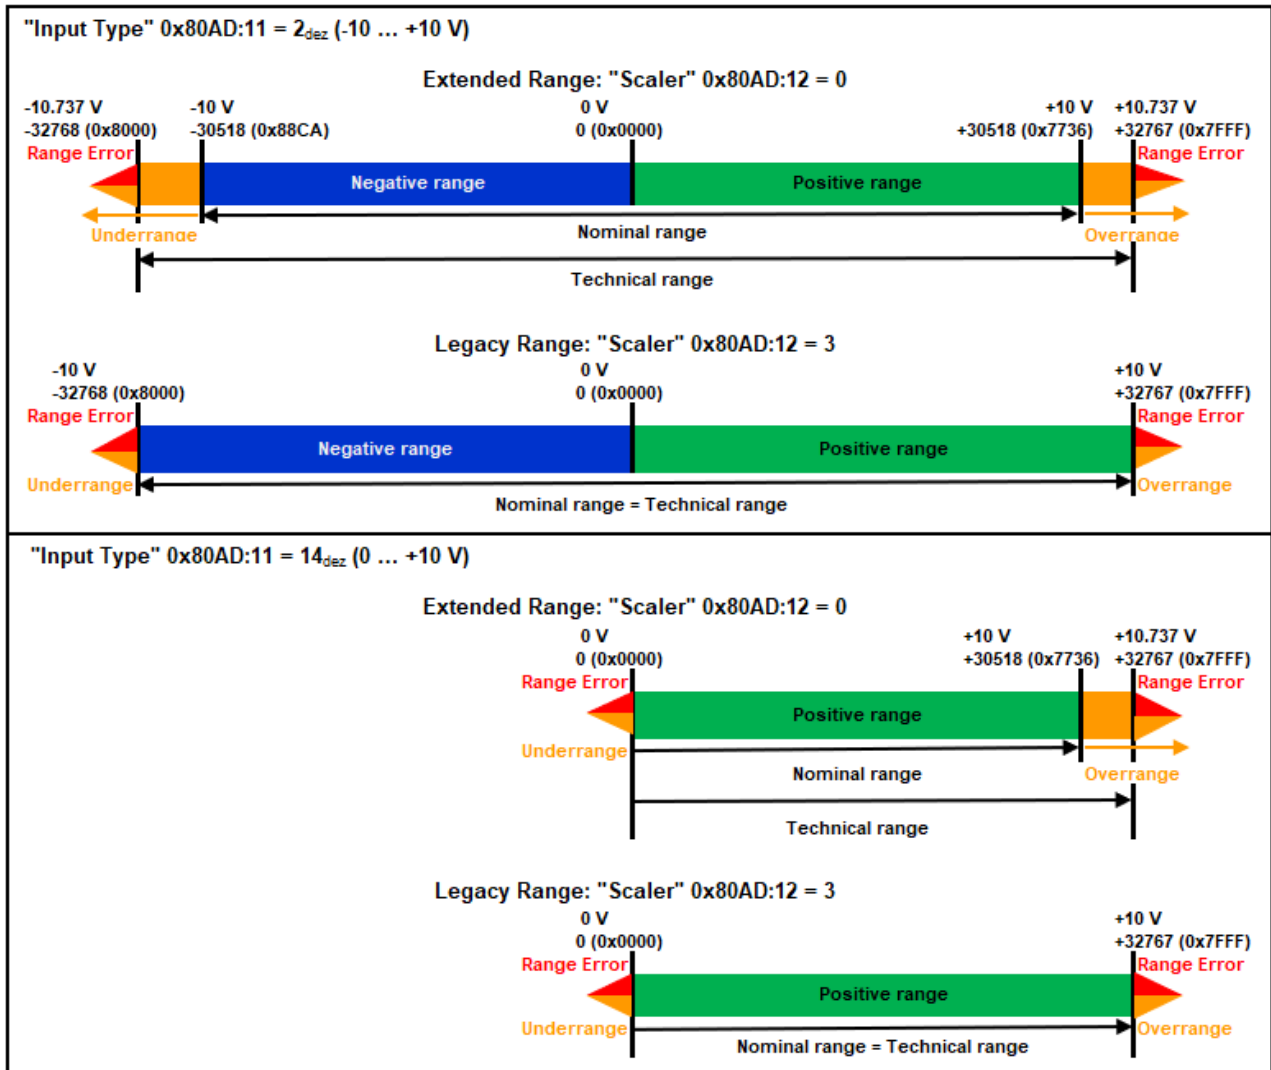 "Input Type" 0x80AD:11 = 2dez (-10 ... +10 V)
Extended Range: "Scaler" 0x80AD:12 = 0
-10.737 V -10 V 0 V +10 V +10.737 V
-32768 (0x8000) -30518 (0x88CA) 0 (0x0000) +30518 (0x7736) +32767 (0x7FFF)
Range Error Range Error
Negative range Positive range
Underrange Nominal range Overrange
Technical range
Legacy Range: "Scaler" 0x80AD:12 = 3
-10 V 0 V +10 V
-32768 (0x8000) 0 (0x0000) +32767 (0x7FFF)
Range Error Range Error
Negative range Positive range
Underrange Overrange
Nominal range = Technical range
"Input Type" 0x80AD:11 = 14dez (0 ... +10 V)
Extended Range: "Scaler" 0x80AD:12 = 0
0 V +10 V +10.737 V
0 (0x0000) +30518 (0x7736) +32767 (0x7FFF)
Range Error Range Error
Positive range
Underrange
Nominal range Overrange
Technical range
Legacy Range: "Scaler" 0x80AD:12 = 3
0 V +10 V
0 (0x0000) +32767 (0x7FFF)
Range Error Range Error
Positive range
Underrange Overrange
Nominal range = Technical range